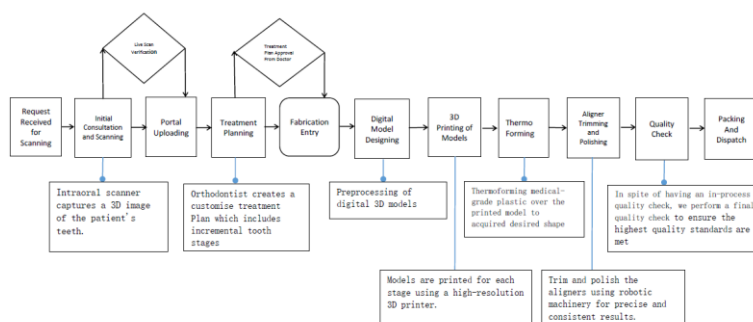 Live Scan
Verification
Treatment
Plan Approval
From Doctor
Request
Received for
Scanning
Initial
Consultation
and Scanning
Portal
Uploading
Treatment
Planning
Fabrication
Entry
Digital
Model
Designing
3D
Printing of
Models
Thermo
Forming
Aligner
Trimming
and
Polishing
Quality
Check
Packing
And
Dispatch
Intraoral scanner
captures a 3D image
of the patient's
teeth.
Orthodontist creates a
customise treatment
Plan which includes
incremental tooth
stages
Preprocessing of
digital 3D models
Thermoforming medical-
grade plastic over the
printed model to
acquired desired shape
In spite of having an in-process
quality check, we perform a final
quality check to ensure the
highest quality standards are
met
Models are printed for each
stage using a high-resolution
3D printer.
Trim and polish the
aligners using robotic
machinery for precise and
consistent results.